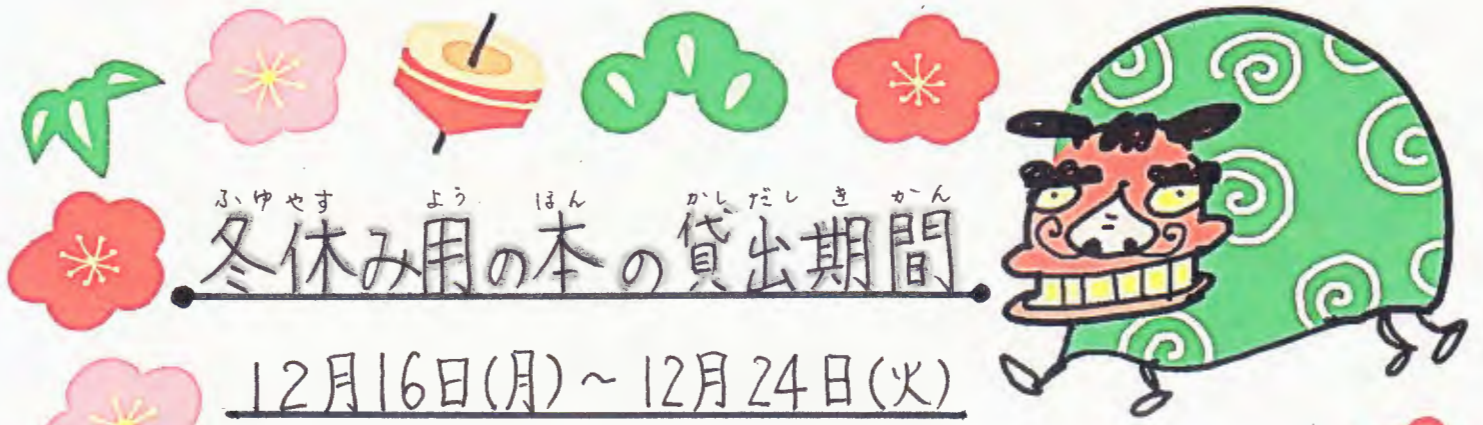 ふゆやす よう ほん かしだしきかん
冬休み用の本の貸出期間
12月16日(月)~12月24日(火)